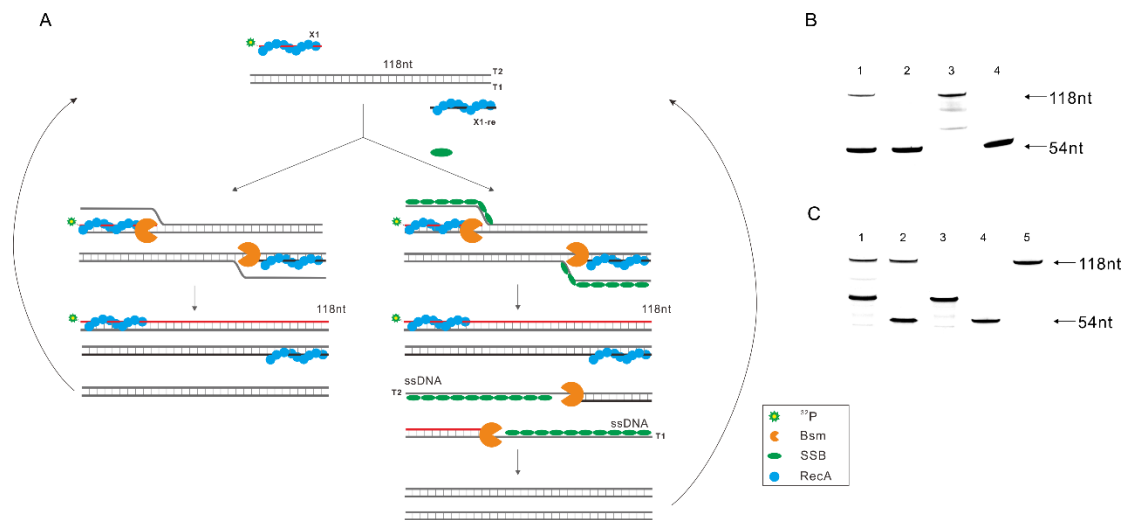 A
X1
118nt
T2
T1
X1-re
118nt
118nt
ssDNA
T2
ssDNA
T1
B
1 2 3 4
118nt
54nt
C
1 2 3 4 5
118nt
54nt
³²P
Bsm
SSB
RecA